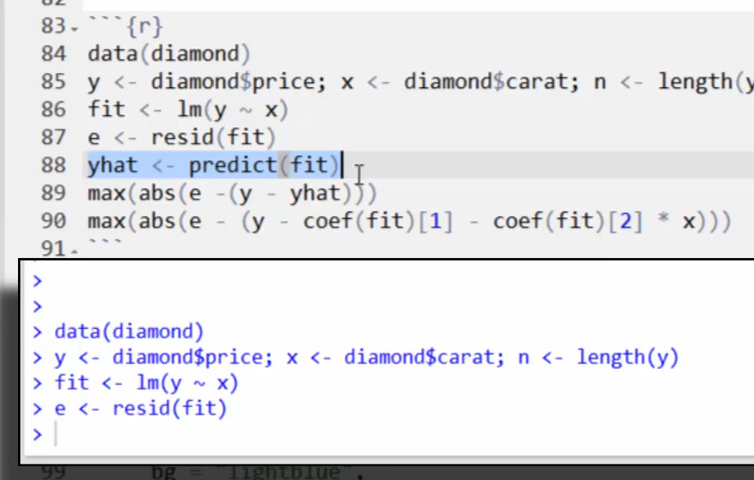 83 ```{r}
84 data(diamond)
85 y <- diamond$price; x <- diamond$carat; n <- length(y
86 fit <- lm(y ~ x)
87 e <- resid(fit)
88 yhat <- predict(fit)
89 max(abs(e -(y - yhat)))
90 max(abs(e - (y - coef(fit)[1] - coef(fit)[2] * x)))
91 ```
>
>
> data(diamond)
> y <- diamond$price; x <- diamond$carat; n <- length(y)
> fit <- lm(y ~ x)
> e <- resid(fit)
>
99 bg = "lightblue",